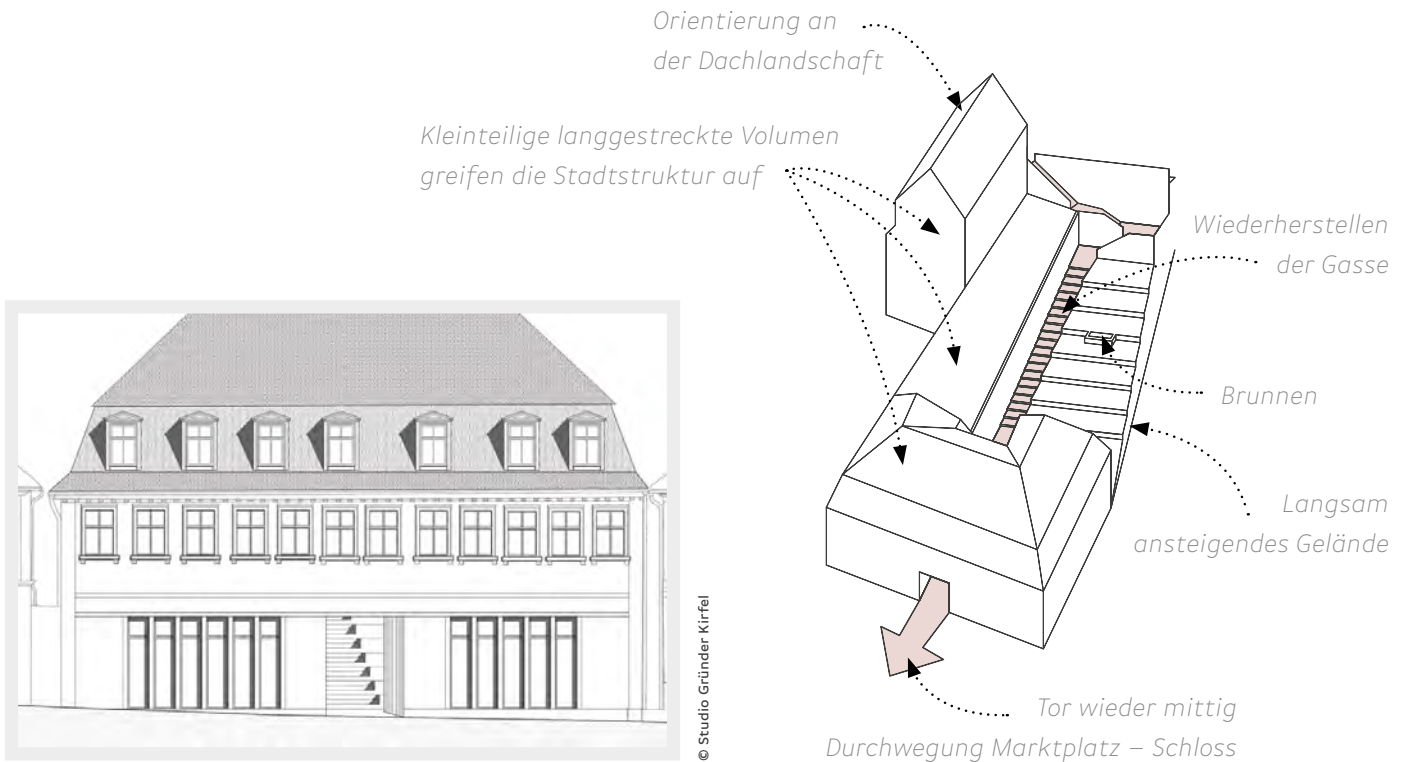 Orientierung an
der Dachlandschaft
Kleinteilige langgestreckte Volumen
greifen die Stadtstruktur auf
Wiederherstellen
der Gasse
Brunnen
Langsam
ansteigendes Gelände
Tor wieder mittig
Durchwegung Marktplatz – Schloss
© Studio Gründer Kirfel